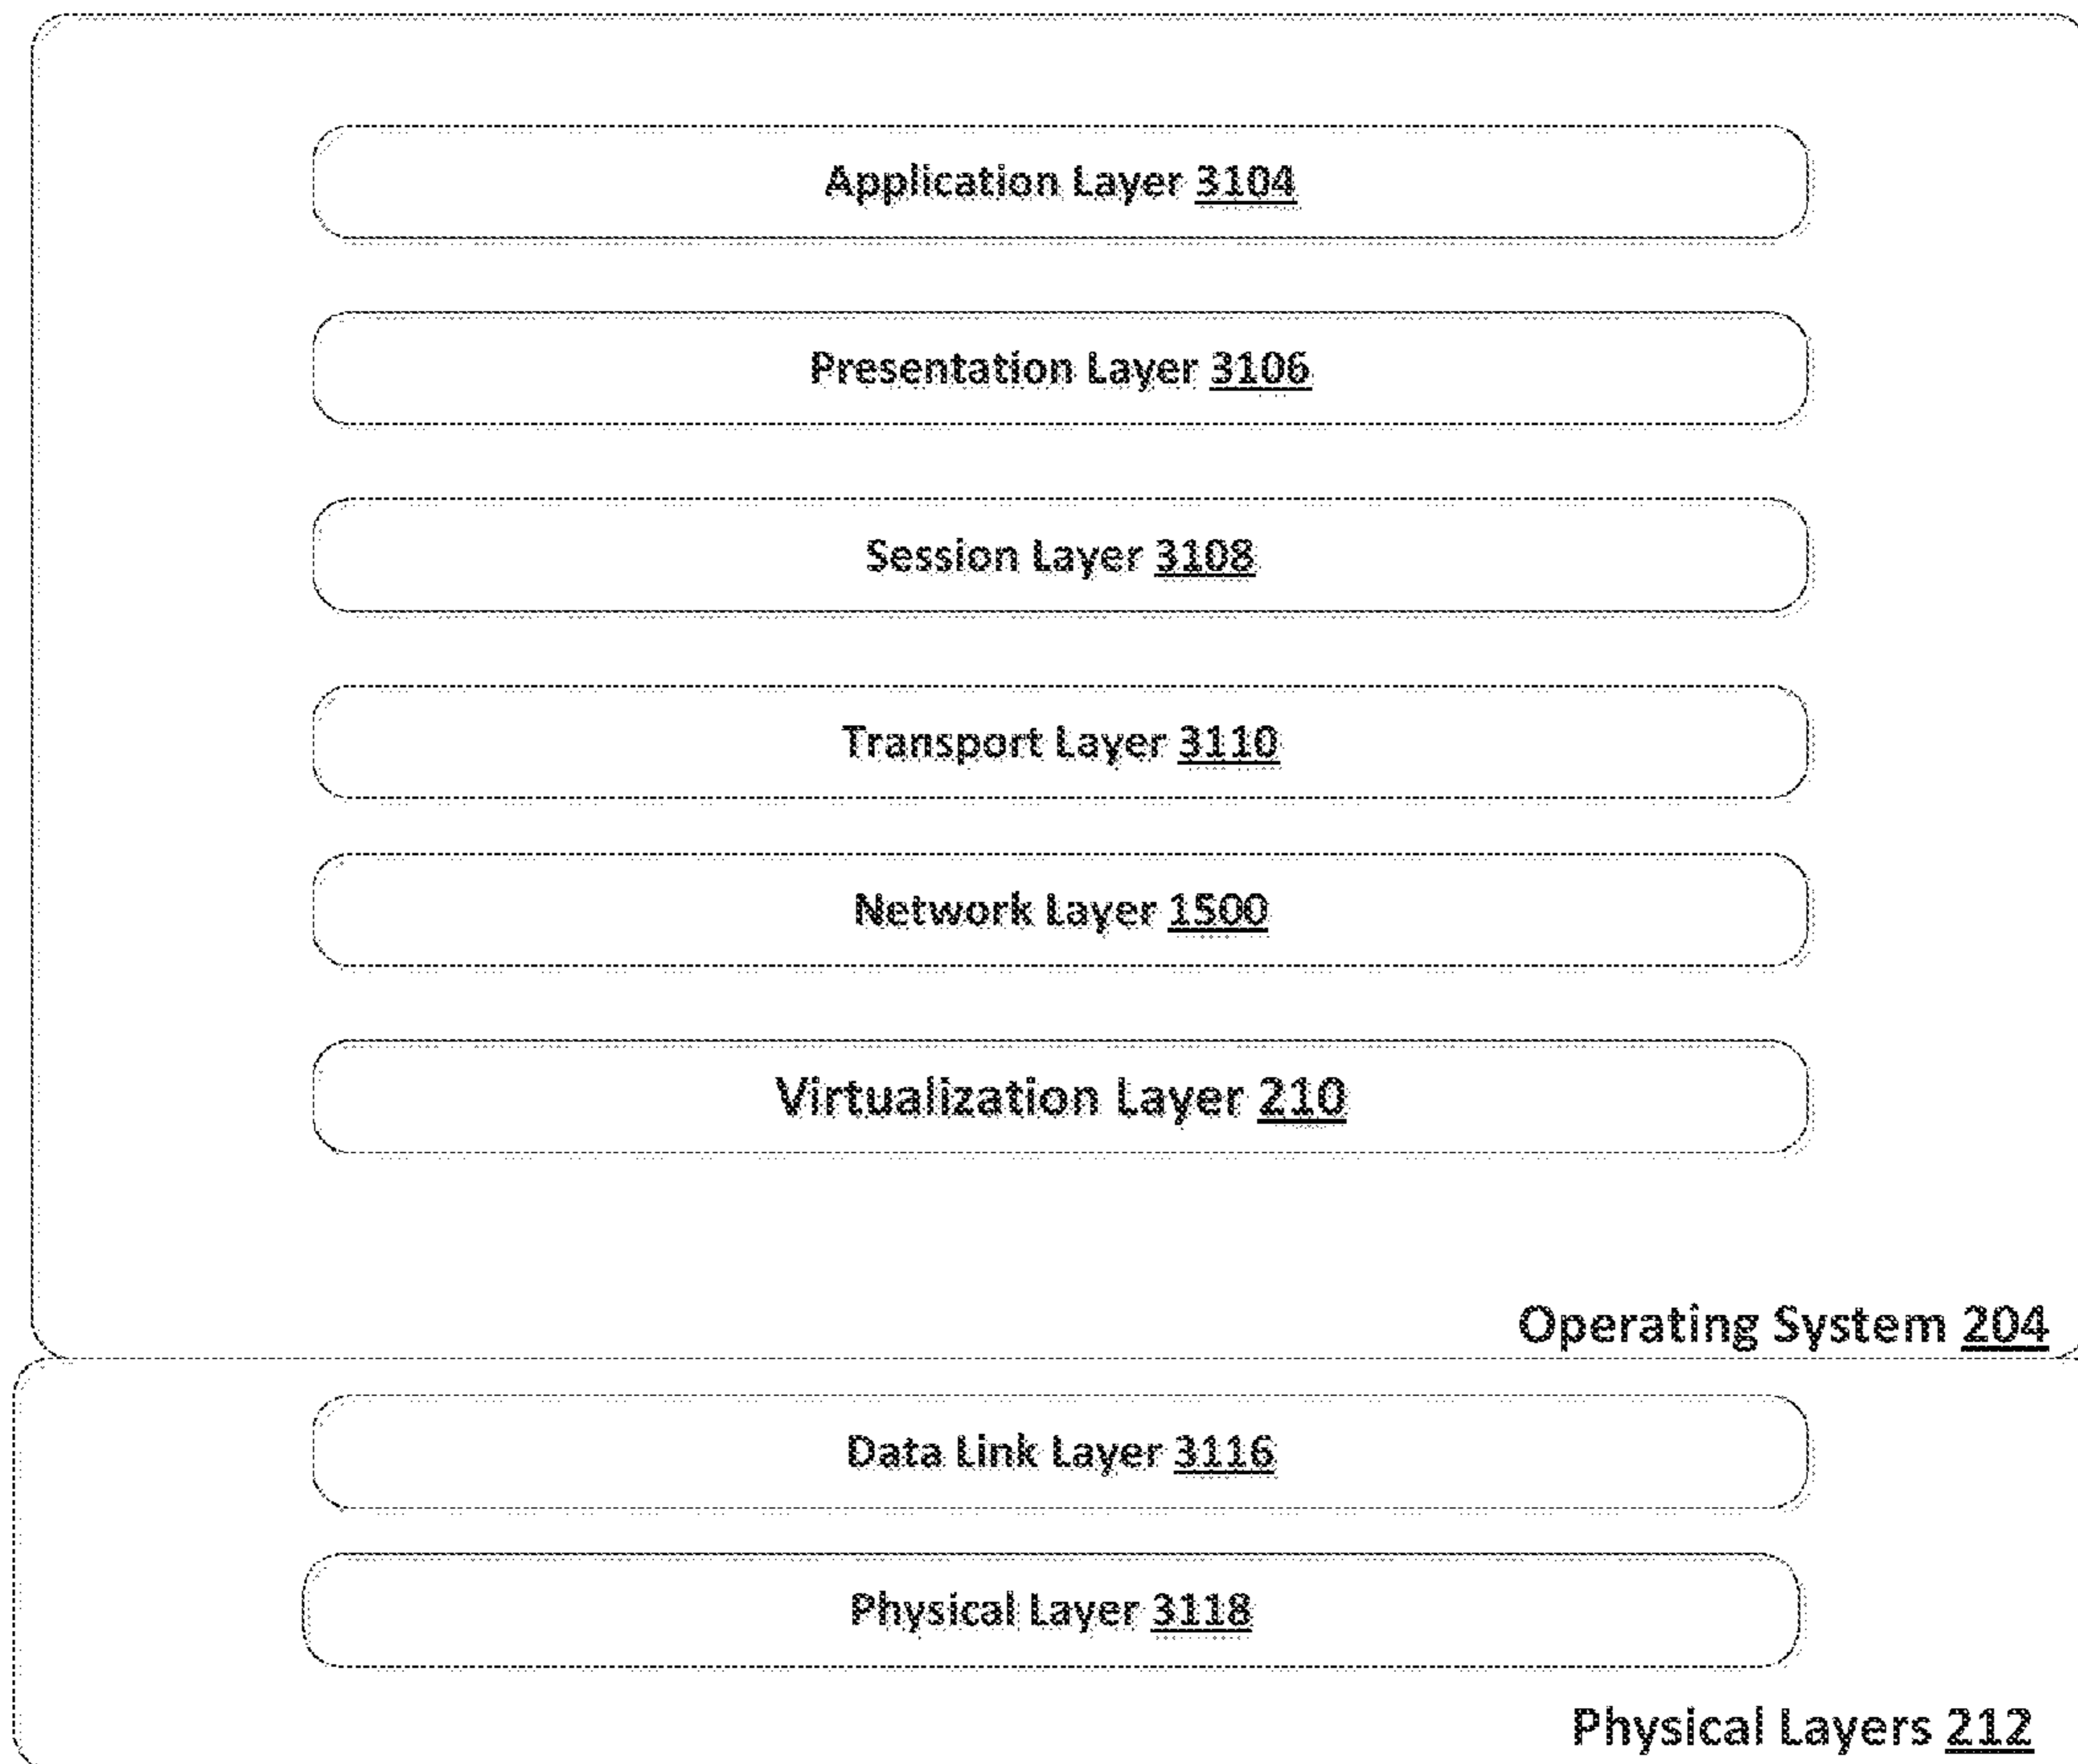 Application Layer 3104
Presentation Layer 3106
Session Layer 3108
Transport Layer 3110
Network Layer 1500
Virtualization Layer 210
Operating System 204
Data Link Layer 3116
Physical Layer 3118
Physical Layers 212